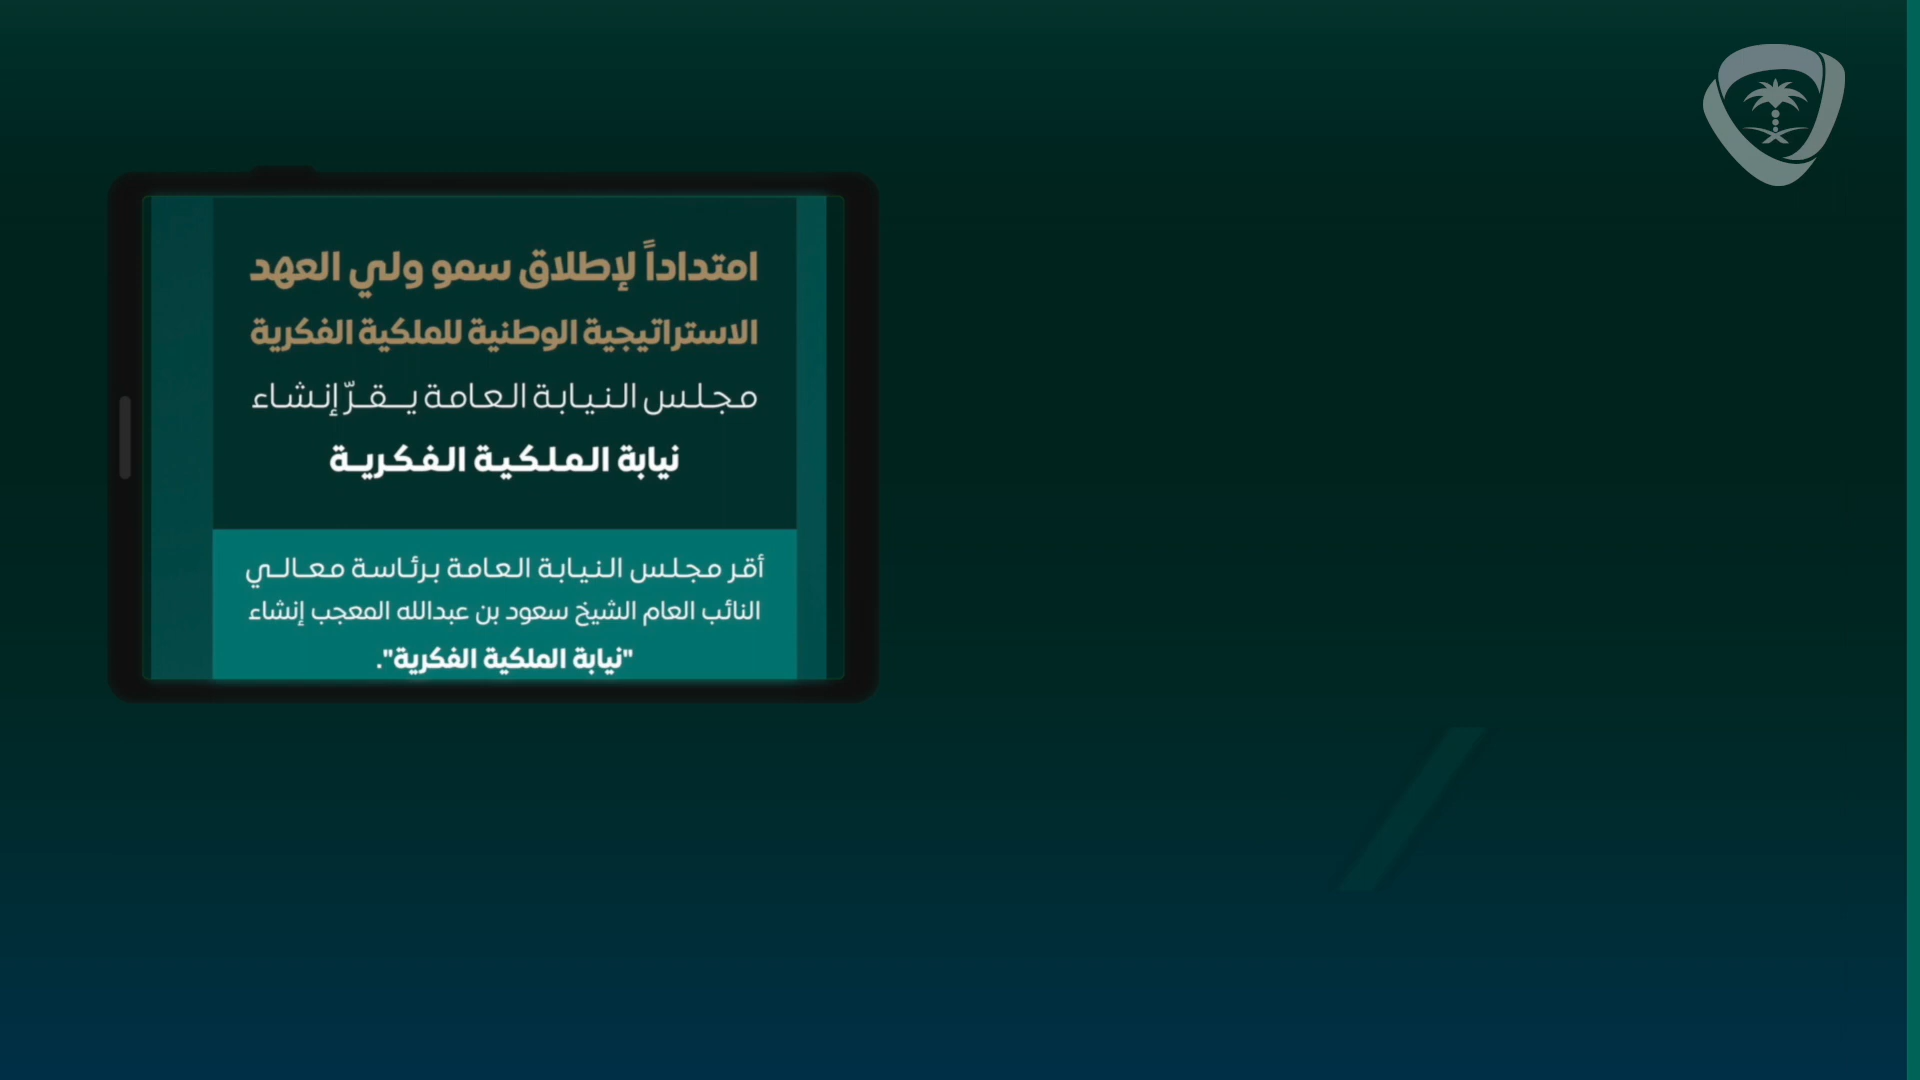 امتداداً لإطلاق سمو ولي العهد
الاستراتيجية الوطنية للملكية الفكرية
مجلس النيابة العامة يقرّ إنشاء
نيابة الملكية الفكرية
أقر مجلس النيابة العامة برئاسة معالي
النائب العام الشيخ سعود بن عبدالله المعجب إنشاء
"نيابة الملكية الفكرية".